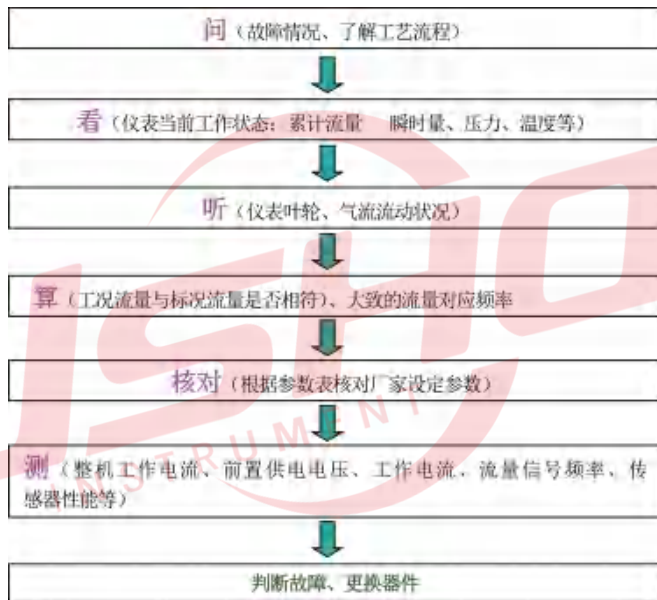 问（故障情况、了解工艺流程）
看（仪表当前工作状态：累计流量 瞬时量、压力、温度等）
听（仪表叶轮、气流流动状况）
算（工况流量与标况流量是否相符）、大致的流量对应频率
核对（根据参数表核对厂家设定参数）
测（整机工作电流、前置供电电压、工作电流、流量信号频率、传
感器性能等）
判断故障、更换器件
JSHO
INSTRUMENT